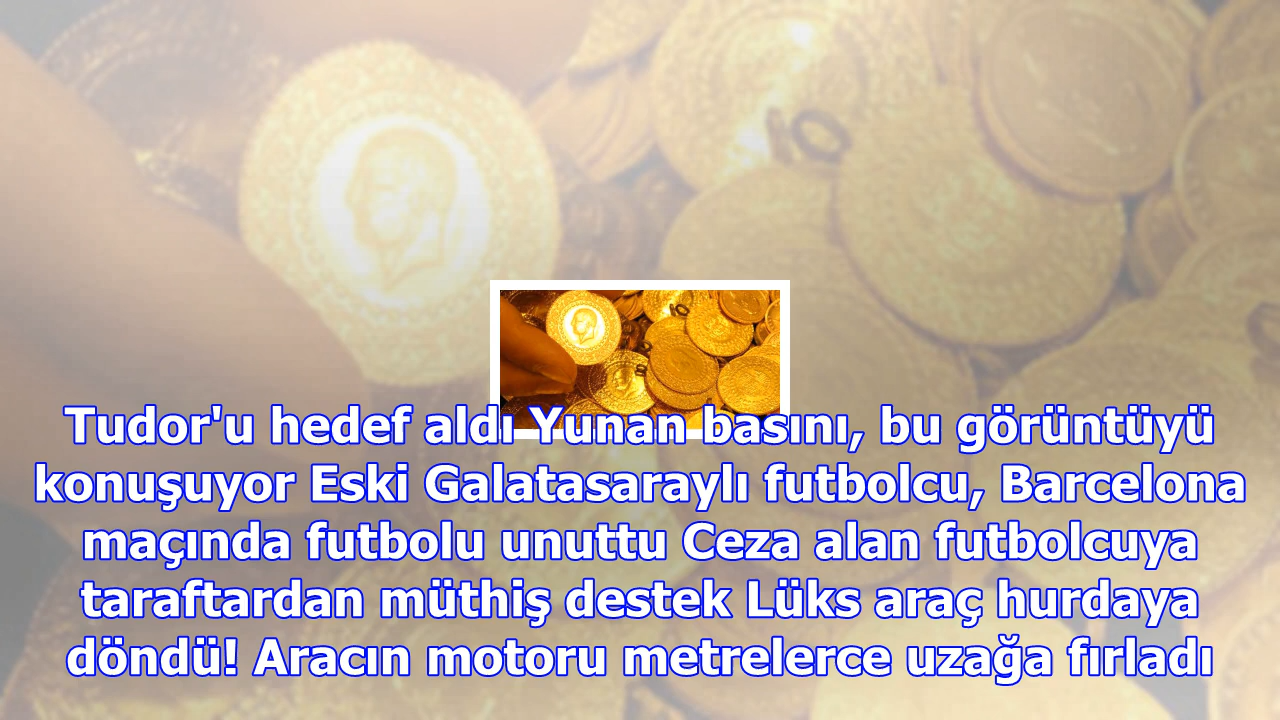 Tudor'u hedef aldı Yunan basını, bu görüntüyü
konuşuyor Eski Galatasaraylı futbolcu, Barcelona
maçında futbolu unuttu Ceza alan futbolcuya
taraftardan müthiş destek Lüks araç hurdaya
döndü! Aracın motoru metrelerce uzağa fırladı